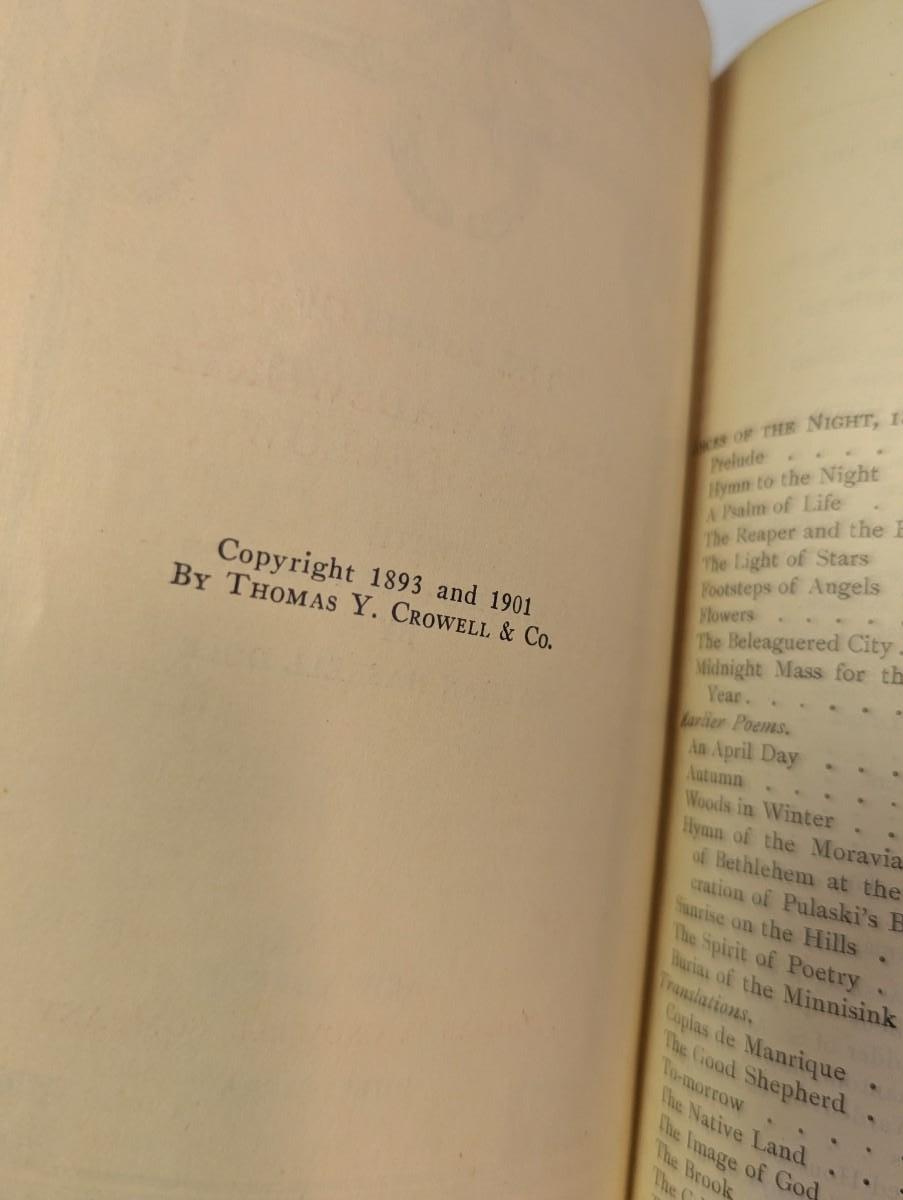 Copyright 1893 and 1901
BY THOMAS Y. CROWELL & Co.
OF THE NIGHT,
Prelude . . . .
Hymn to the Night
A Psalm of Life .
The Reaper and the
The Light of Stars
Footsteps of Angels
Flowers . . . . .
The Beleaguered City .
Midnight Mass for
Year . . . . . .
Earlier Poems.
An April Day . . .
Autumn . . . . .
Woods in Winter . .
Hymn of the
of Bethlehem at the
of Pulaski's
Sunrise on the Hills .
The Spirit of Poetry .
Burial of the Minnisink
Translations.
Coplas de Manrique .
The Good Shepherd .
To-morrow . . . .
The Native Land . .
The Image of God
The Brook
The